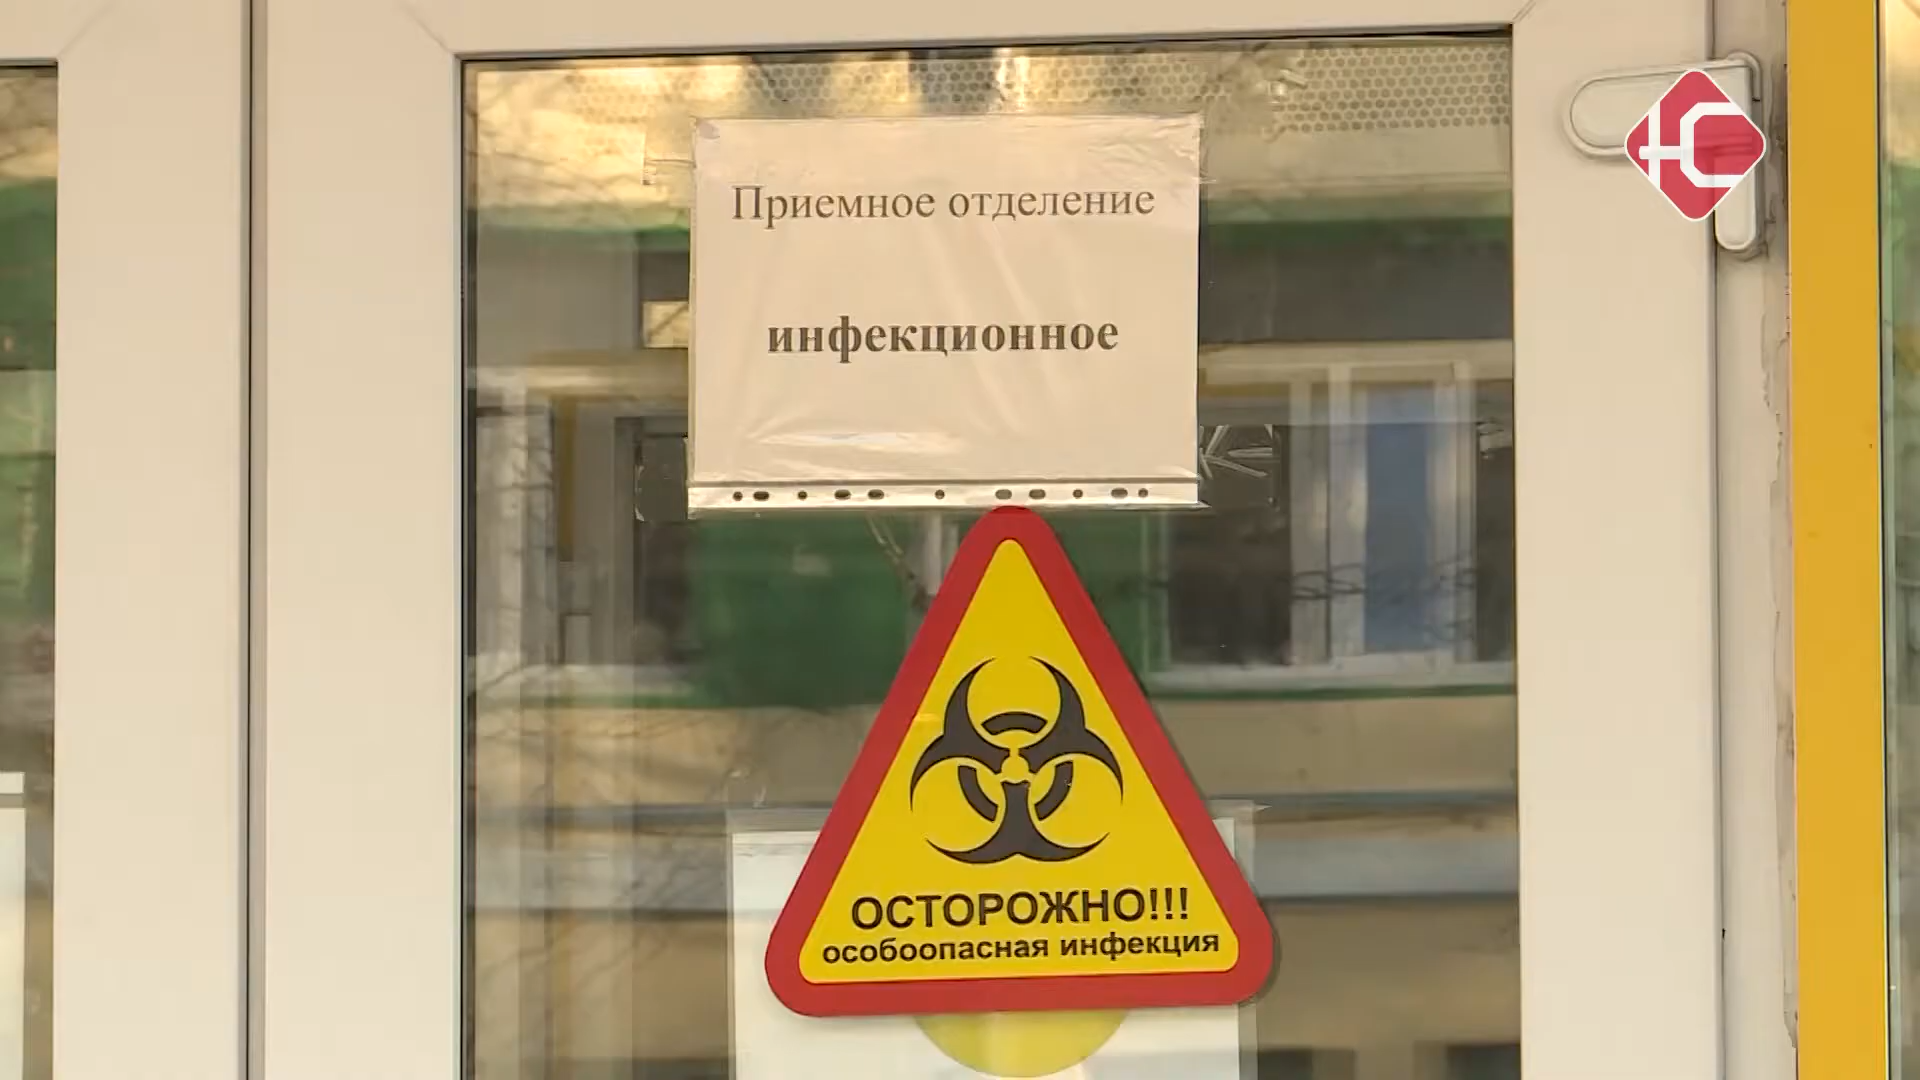 Приемное отделение
инфекционное
ОСТОРОЖНО!!!
особоопасная инфекция